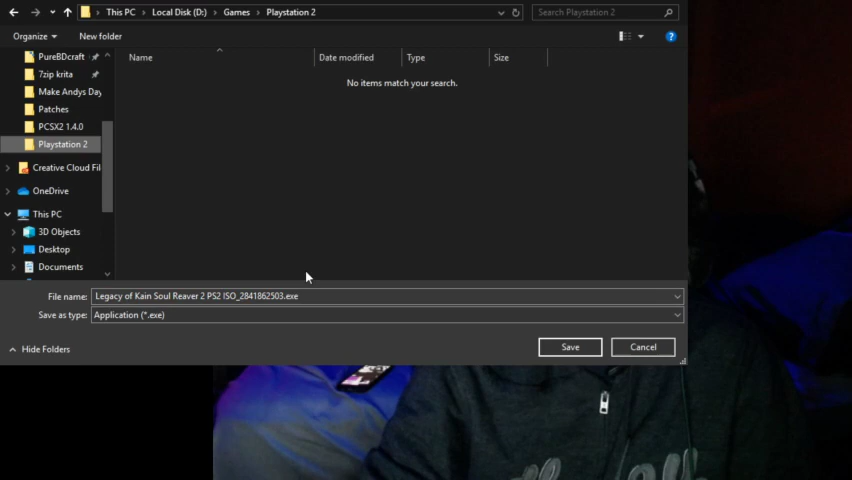 This PC > Local Disk (D:) > Games > Playstation 2
Search Playstation 2
Organize
New folder
PureBDcraft
7zip krita
Make Andys Day
Patches
PCSX2 1.4.0
Playstation 2
Creative Cloud Fil
OneDrive
This PC
3D Objects
Desktop
Documents
Name
Date modified
Type
Size
No items match your search.
File name: Legacy of Kain Soul Reaver 2 PS2 ISO_2841862503.exe
Save as type: Application (*.exe)
Hide Folders
Save
Cancel